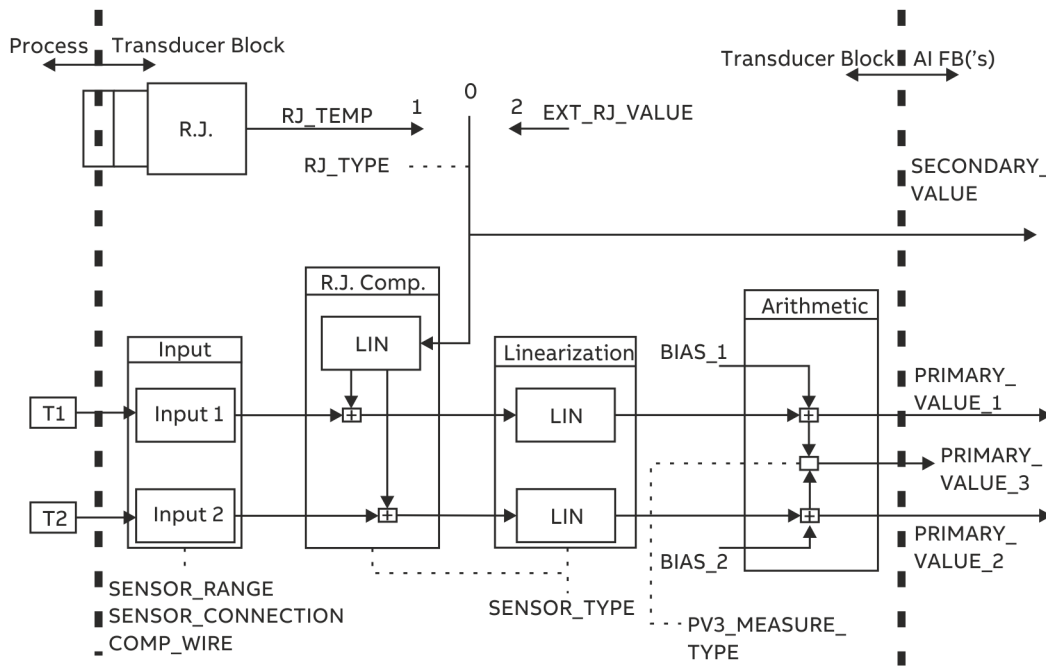 Process
Transducer Block
Transducer Block
AI FB('s)
R.J.
RJ_TEMP
1
0
2
EXT_RJ_VALUE
RJ_TYPE
SECONDARY_
VALUE
R.J. Comp.
LIN
Input
Linearization
Arithmetic
BIAS_1
T1
Input 1
LIN
PRIMARY_
VALUE_1
PRIMARY_
VALUE_3
T2
Input 2
LIN
BIAS_2
PRIMARY_
VALUE_2
SENSOR_RANGE
SENSOR_CONNECTION
COMP_WIRE
SENSOR_TYPE
PV3_MEASURE_
TYPE